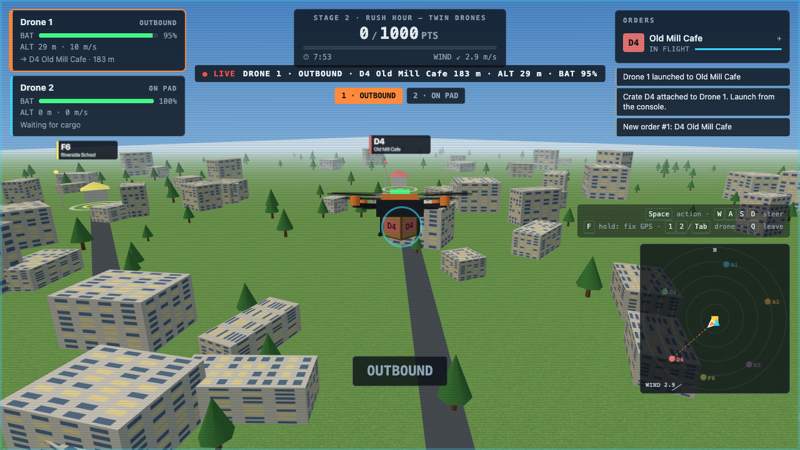 Drone 1 OUTBOUND
BAT 95%
ALT 29 m · 10 m/s
→ D4 Old Mill Cafe · 183 m
Drone 2 ON PAD
BAT 100%
ALT 0 m · 0 m/s
Waiting for cargo
STAGE 2 · RUSH HOUR — TWIN DRONES
0/1000 PTS
7:53 WIND ↙ 2.9 m/s
● LIVE DRONE 1 · OUTBOUND · D4 Old Mill Cafe 183 m · ALT 29 m · BAT 95%
1 · OUTBOUND 2 · ON PAD
ORDERS
D4 Old Mill Cafe
IN FLIGHT
Drone 1 launched to Old Mill Cafe
Crate D4 attached to Drone 1. Launch from the console.
New order #1: D4 Old Mill Cafe
F6
Riverside School
D4
Old Mill Cafe
D4
Space action · W A S D steer
F hold: fix GPS · 1 2/Tab drone · Q leave
N
D4
F6
WIND 2.9
OUTBOUND